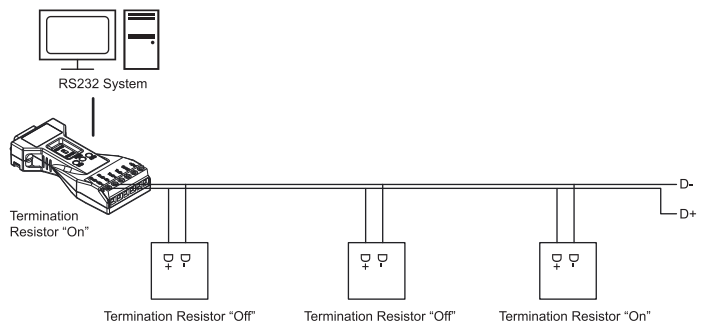 RS232 System
Termination
Resistor “On”
D-
D+
D+ D-
D+ D-
D+ D-
Termination Resistor “Off”
Termination Resistor “Off”
Termination Resistor “On”